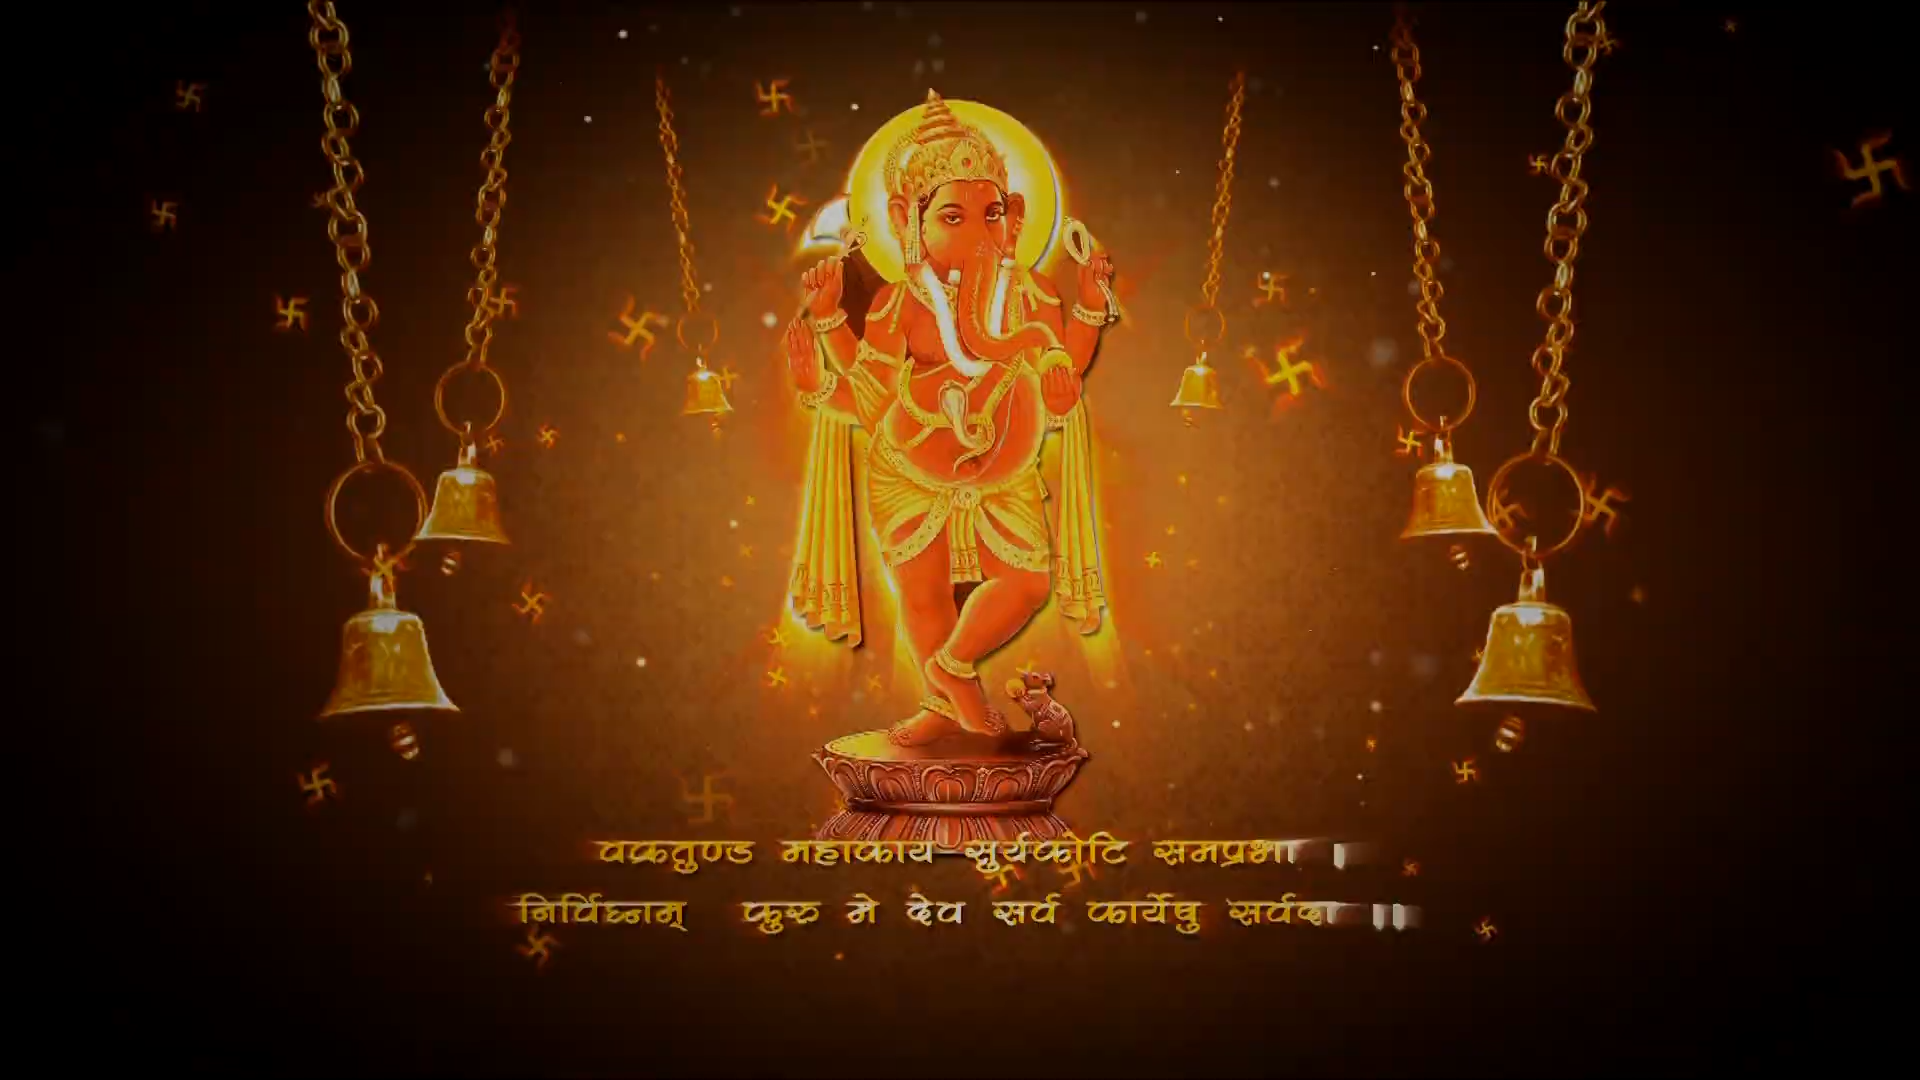 वक्रतुण्ड महाकाय सुर्यकोटि समप्रभा ।
निर्विघ्नम् कुरु मे देव सर्व कार्येषु सर्वदा ॥